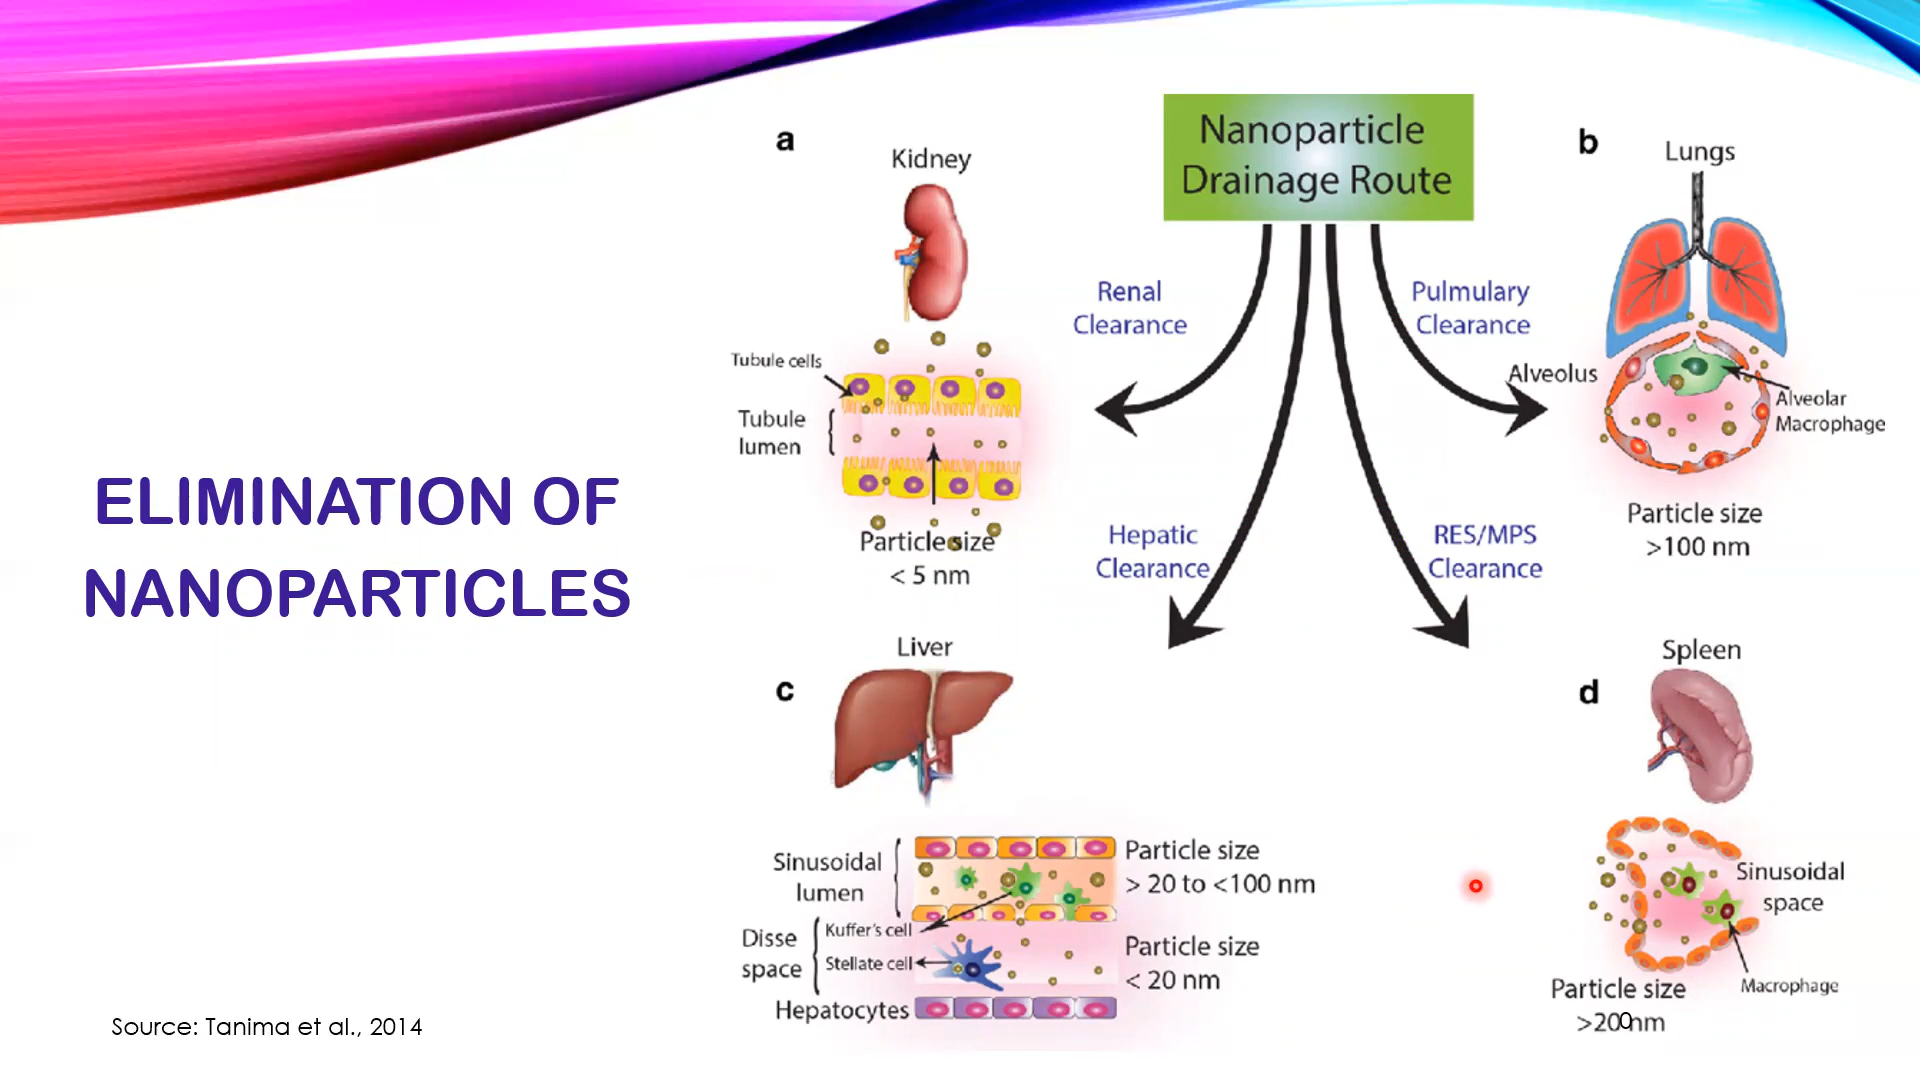 ELIMINATION OF
NANOPARTICLES
Source: Tanima et al., 2014
Nanoparticle
Drainage Route
Renal
Clearance
Pulmulary
Clearance
Hepatic
Clearance
RES/MPS
Clearance
a
Kidney
Tubule cells
Tubule
lumen
Particle size
< 5 nm
b
Lungs
Alveolus
Alveolar
Macrophage
Particle size
>100 nm
c
Liver
Sinusoidal
lumen
Particle size
> 20 to <100 nm
Disse
space
Kuffer's cell
Stellate cell
Particle size
< 20 nm
Hepatocytes
d
Spleen
Sinusoidal
space
Macrophage
Particle size
>200 nm